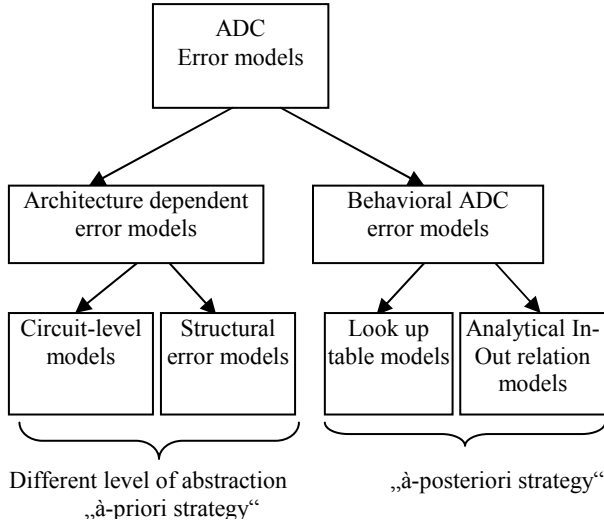 ADC
Error models
Architecture dependent
error models
Behavioral ADC
error models
Circuit-level
models
Structural
error models
Look up
table models
Analytical In-
Out relation
models
Different level of abstraction
„à-priori strategy“
„à-posteriori strategy“